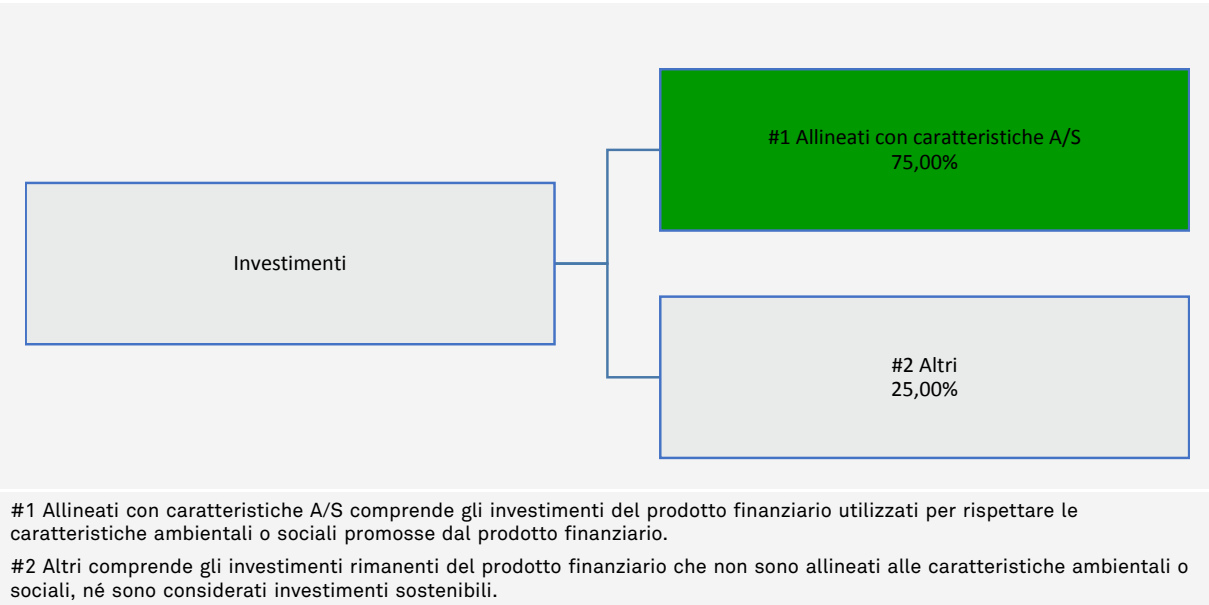 #1 Allineati con caratteristiche A/S
75,00%
Investimenti
#2 Altri
25,00%
#1 Allineati con caratteristiche A/S comprende gli investimenti del prodotto finanziario utilizzati per rispettare le
caratteristiche ambientali o sociali promosse dal prodotto finanziario.
#2 Altri comprende gli investimenti rimanenti del prodotto finanziario che non sono allineati alle caratteristiche ambientali o
sociali, né sono considerati investimenti sostenibili.